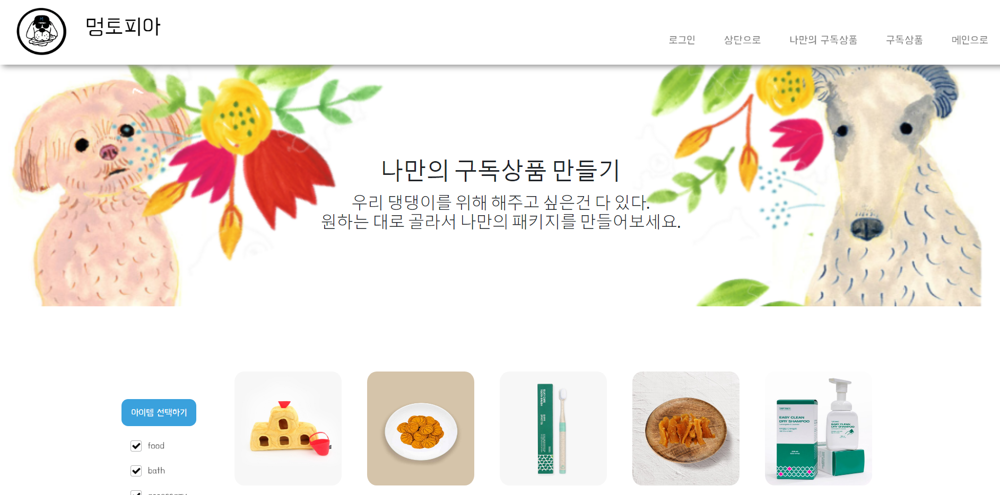 M
멍토피아
로그인
상단으로
나만의 구독상품
구독상품
메인으로
나만의 구독상품 만들기
우리 댕댕이를 위해 해주고 싶은건 다 있다.
원하는 대로 골라서 나만의 패키지를 만들어보세요.
아이템 선택하기
food
bath
SILKY CARE
TOOTH BRUSH
EASY CLEAN
DRY SHAMPOO
EASY CLEAN
DRY SHAMPOO